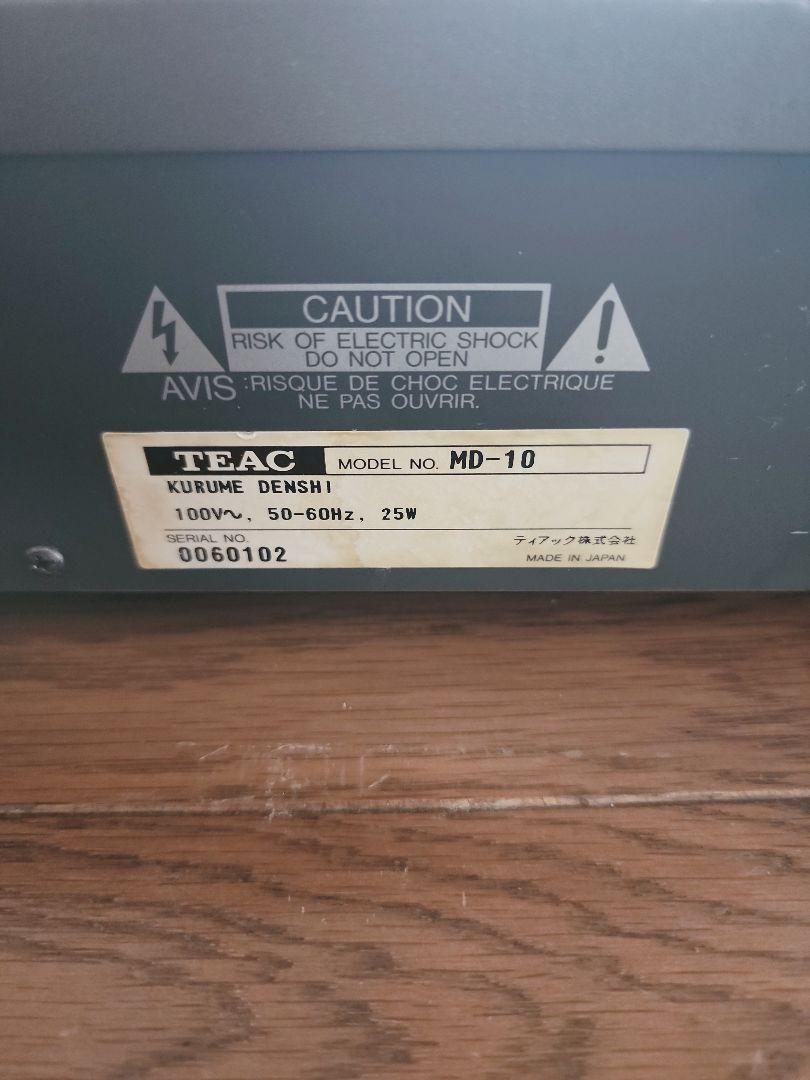 CAUTION
RISK OF ELECTRIC SHOCK
DO NOT OPEN
AVIS :RISQUE DE CHOC ELECTRIQUE
NE PAS OUVRIR.
TEAC MODEL NO. MD-10
KURUME DENSHI
100V～, 50-60Hz, 25W
SERIAL NO. ティアック株式会社
0060102 MADE IN JAPAN